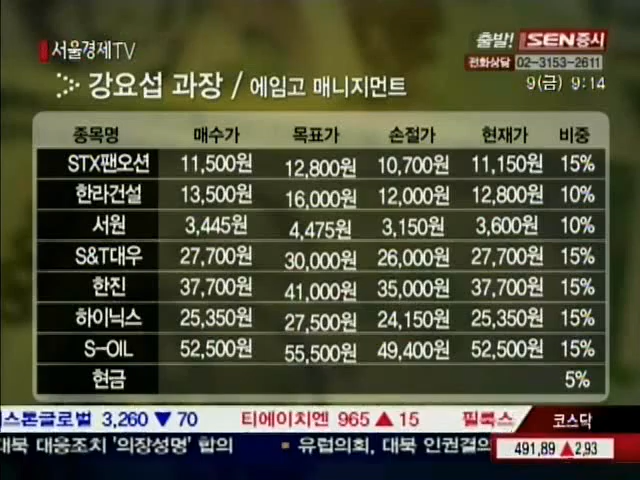 서울경제TV
출발! SEN증시
전화상담 02-3153-2611
9(금) 9:14
강요섭 과장 / 에임고 매니지먼트
종목명 매수가 목표가 손절가 현재가 비중
STX팬오션 11,500원 12,800원 10,700원 11,150원 15%
한라건설 13,500원 16,000원 12,000원 12,800원 10%
서원 3,445원 4,475원 3,150원 3,600원 10%
S&T대우 27,700원 30,000원 26,000원 27,700원 15%
한진 37,700원 41,000원 35,000원 37,700원 15%
하이닉스 25,350원 27,500원 24,150원 25,350원 15%
S-OIL 52,500원 55,500원 49,400원 52,500원 15%
현금 5%
스톤글로벌 3,260 ▼ 70 티에이치엔 965 ▲ 15 필룩스 코스닥
대북 대응조치 '의장성명' 합의 ▪ 유럽의회, 대북 인권결의 491.89 ▲2.93